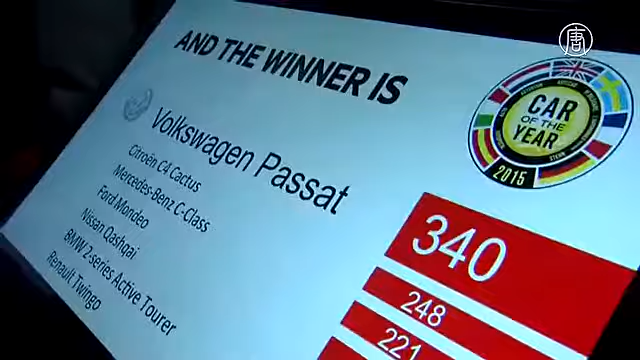 唐
AND THE WINNER IS
CAR
OF THE
YEAR
2015
Volkswagen Passat
340
Citroën C4 Cactus
248
Mercedes-Benz C-Class
221
Ford Mondeo
Nissan Qashqai
BMW 2-series Active Tourer
Renault Twingo